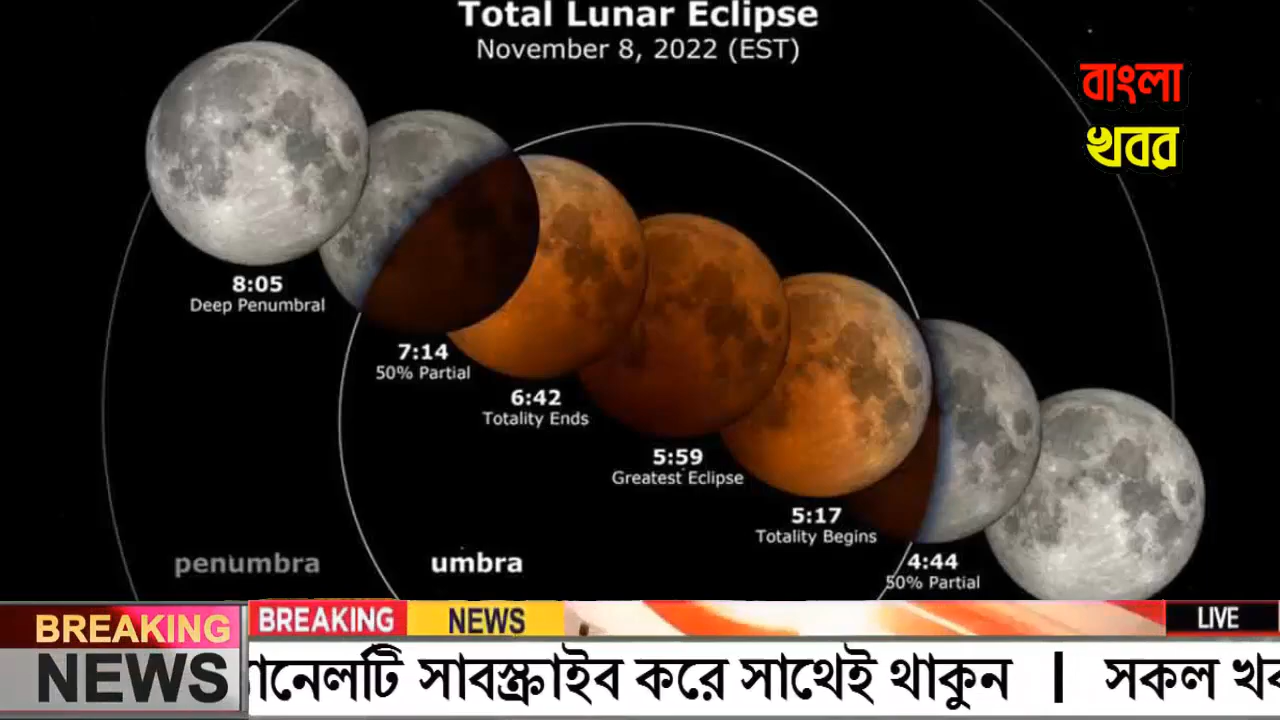 Total Lunar Eclipse
November 8, 2022 (EST)
বাংলা
খবর
8:05
Deep Penumbral
7:14
50% Partial
6:42
Totality Ends
5:59
Greatest Eclipse
5:17
Totality Begins
4:44
50% Partial
penumbra
umbra
BREAKING
NEWS
BREAKING NEWS
LIVE
সাবস্ক্রাইব করে সাথেই থাকুন | সকল